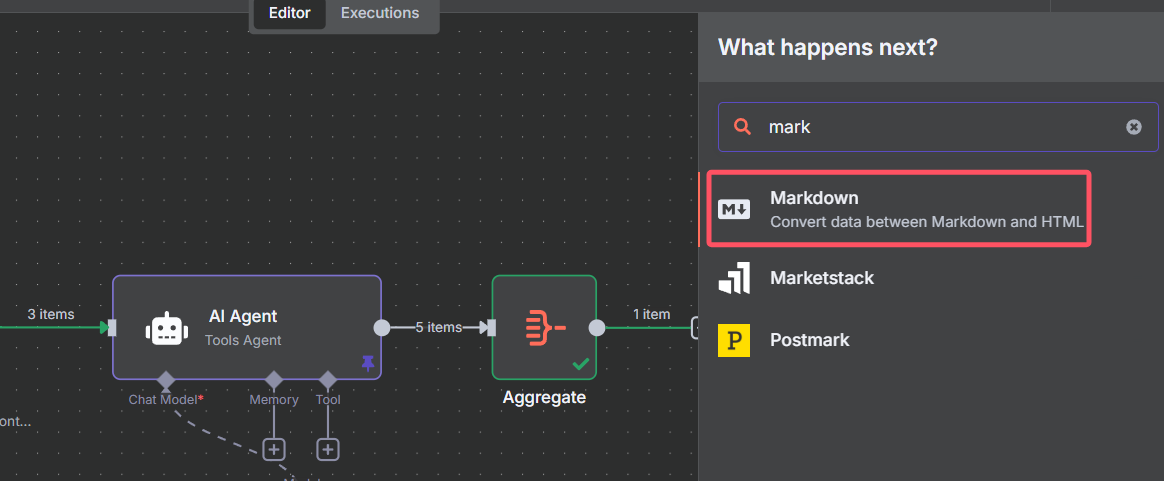 Editor Executions
What happens next?
mark
Markdown
M
Convert data between Markdown and HTML
Marketstack
P
Postmark
3 items
AI Agent
Tools Agent
5 items
1 item
Chat Model*
Memory
Tool
Aggregate
ont...